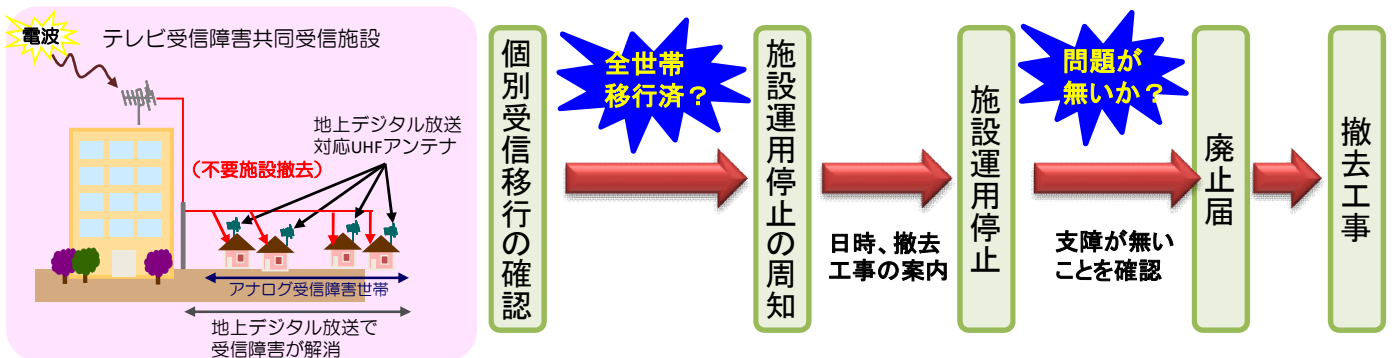 電波
テレビ受信障害共同受信施設
地上デジタル放送
対応UHFアンテナ
（不要施設撤去）
アナログ受信障害世帯
地上デジタル放送で
受信障害が解消
個別受信移行の確認
全世帯
移行済？
施設運用停止の周知
日時、撤去
工事の案内
施設運用停止
問題が
無いか？
支障が無い
ことを確認
廃止届
撤去工事